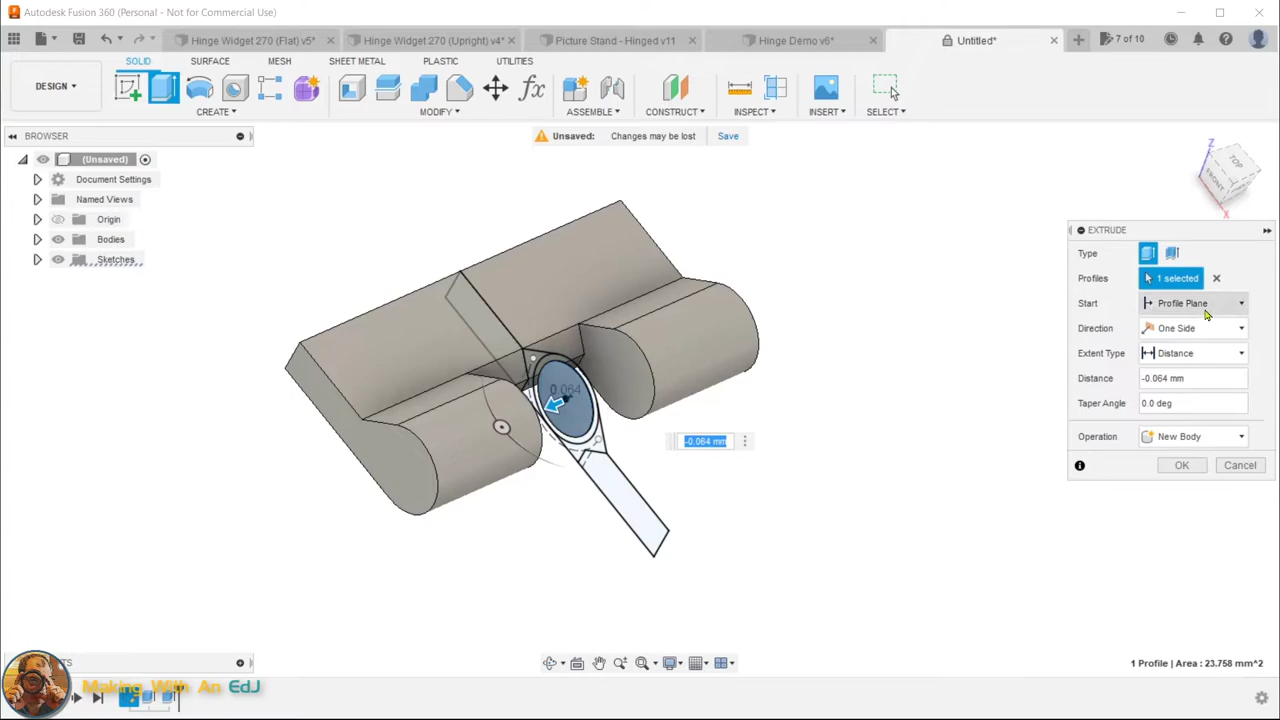 Autodesk Fusion 360 (Personal - Not for Commercial Use)
Hinge Widget 270 (Flat) v5*
Hinge Widget 270 (Upright) v4*
Picture Stand - Hinged v11
Hinge Demo v6*
Untitled*
7 of 10
SOLID SURFACE MESH SHEET METAL PLASTIC UTILITIES
DESIGN
fx
CREATE MODIFY ASSEMBLE CONSTRUCT INSPECT INSERT SELECT
BROWSER
Unsaved: Changes may be lost Save
(Unsaved)
Document Settings
Named Views
Origin
Bodies
Sketches
Z
TOP
FRONT
X
EXTRUDE
Type
Profiles 1 selected
Start Profile Plane
Direction One Side
Extent Type Distance
Distance -0.064 mm
Taper Angle 0.0 deg
Operation New Body
OK Cancel
0.064
-0.064 mm
Making With An EdJ
1 Profile | Area : 23.758 mm^2